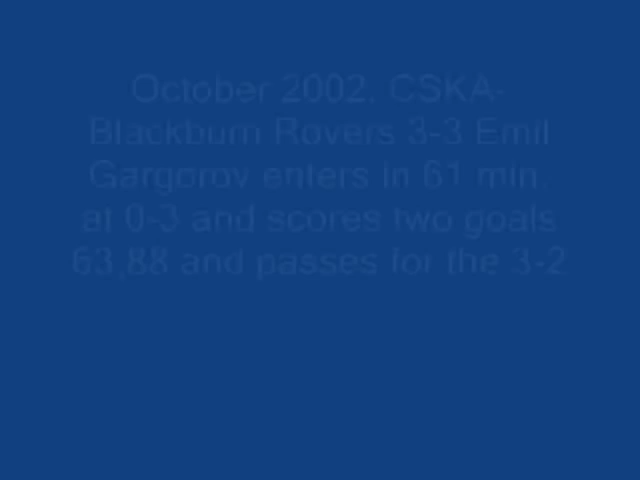 October 2002. CSKA-
Blackburn Rovers 3-3 Emil
Gargorov enters in 61 min.
at 0-3 and scores two goals
63,88 and passes for the 3-2